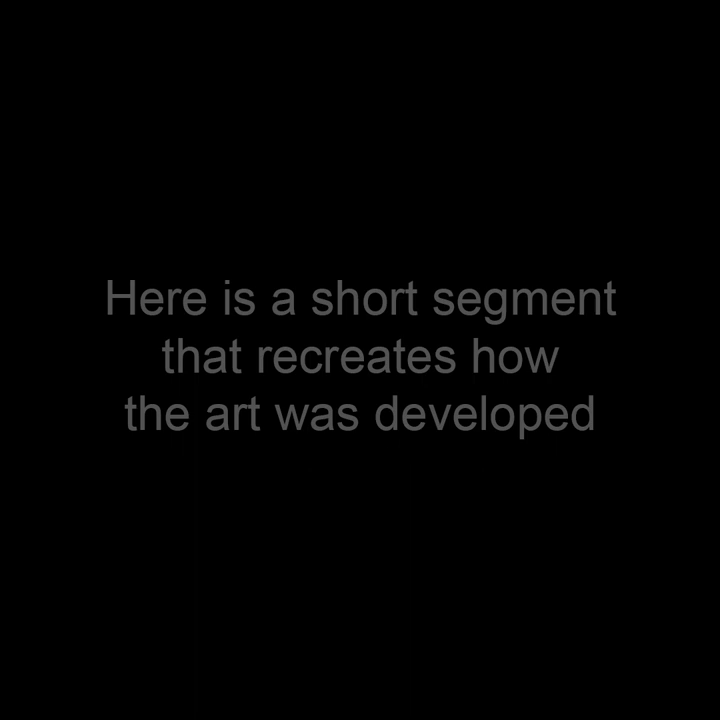 Here is a short segment
that recreates how
the art was developed